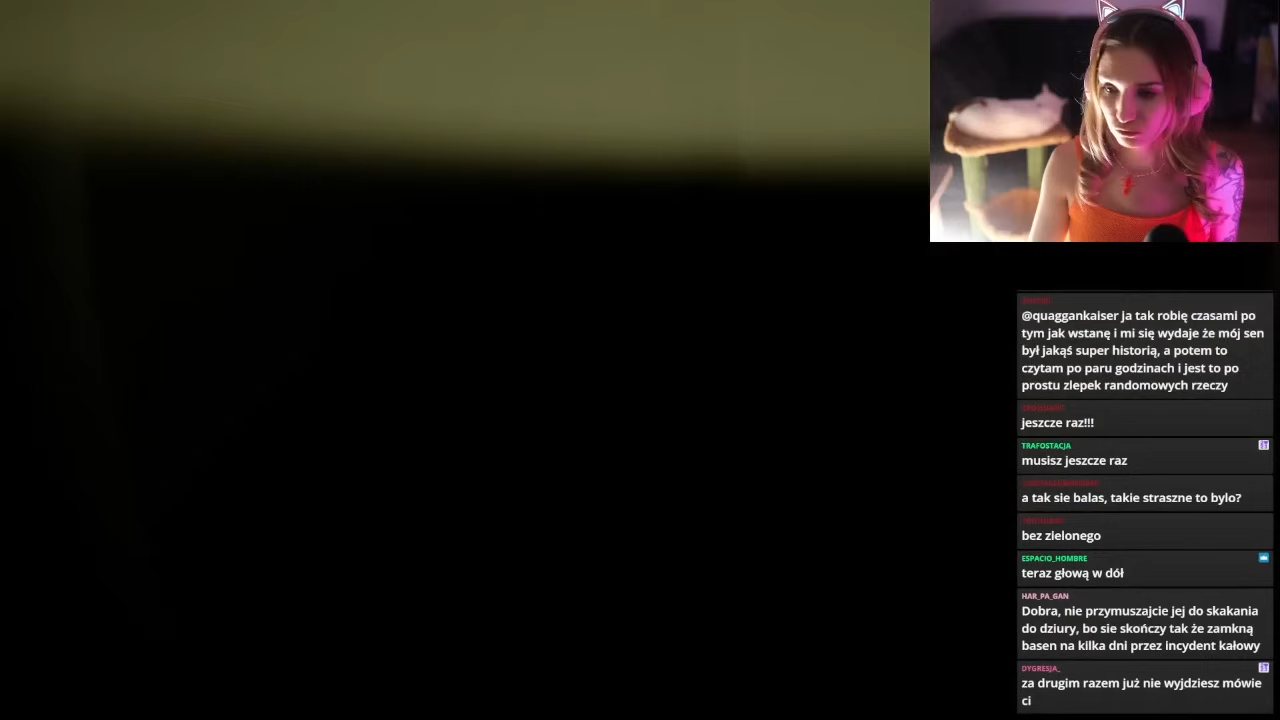 @quaggankaiser ja tak robię czasami po
tym jak wstanę i mi się wydaje że mój sen
był jakąś super historią, a potem to
czytam po paru godzinach i jest to po
prostu zlepek randomowych rzeczy
jeszcze raz!!!
TRAFOSTACJA
musisz jeszcze raz
a tak sie balas, takie straszne to bylo?
bez zielonego
ESPACIO_HOMBRE
teraz głową w dół
HAR_PA_GAN
Dobra, nie przymuszajcie jej do skakania
do dziury, bo sie skończy tak że zamkną
basen na kilka dni przez incydent kałowy
DYGRESJA_
za drugim razem już nie wyjdziesz mówie
ci